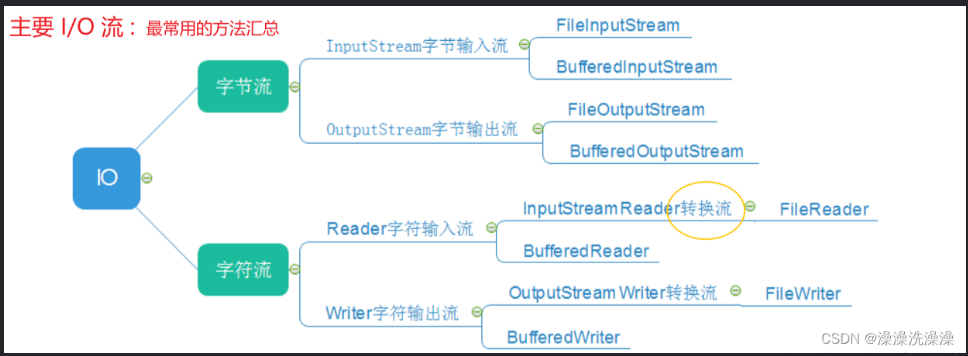 主要 I/O 流：最常用的方法汇总
IO
字节流
InputStream字节输入流
FileInputStream
BufferedInputStream
OutputStream字节输出流
FileOutputStream
BufferedOutputStream
字符流
Reader字符输入流
InputStreamReader转换流
FileReader
BufferedReader
Writer字符输出流
OutputStreamWriter转换流
FileWriter
BufferedWriter
CSDN @澡澡洗澡澡